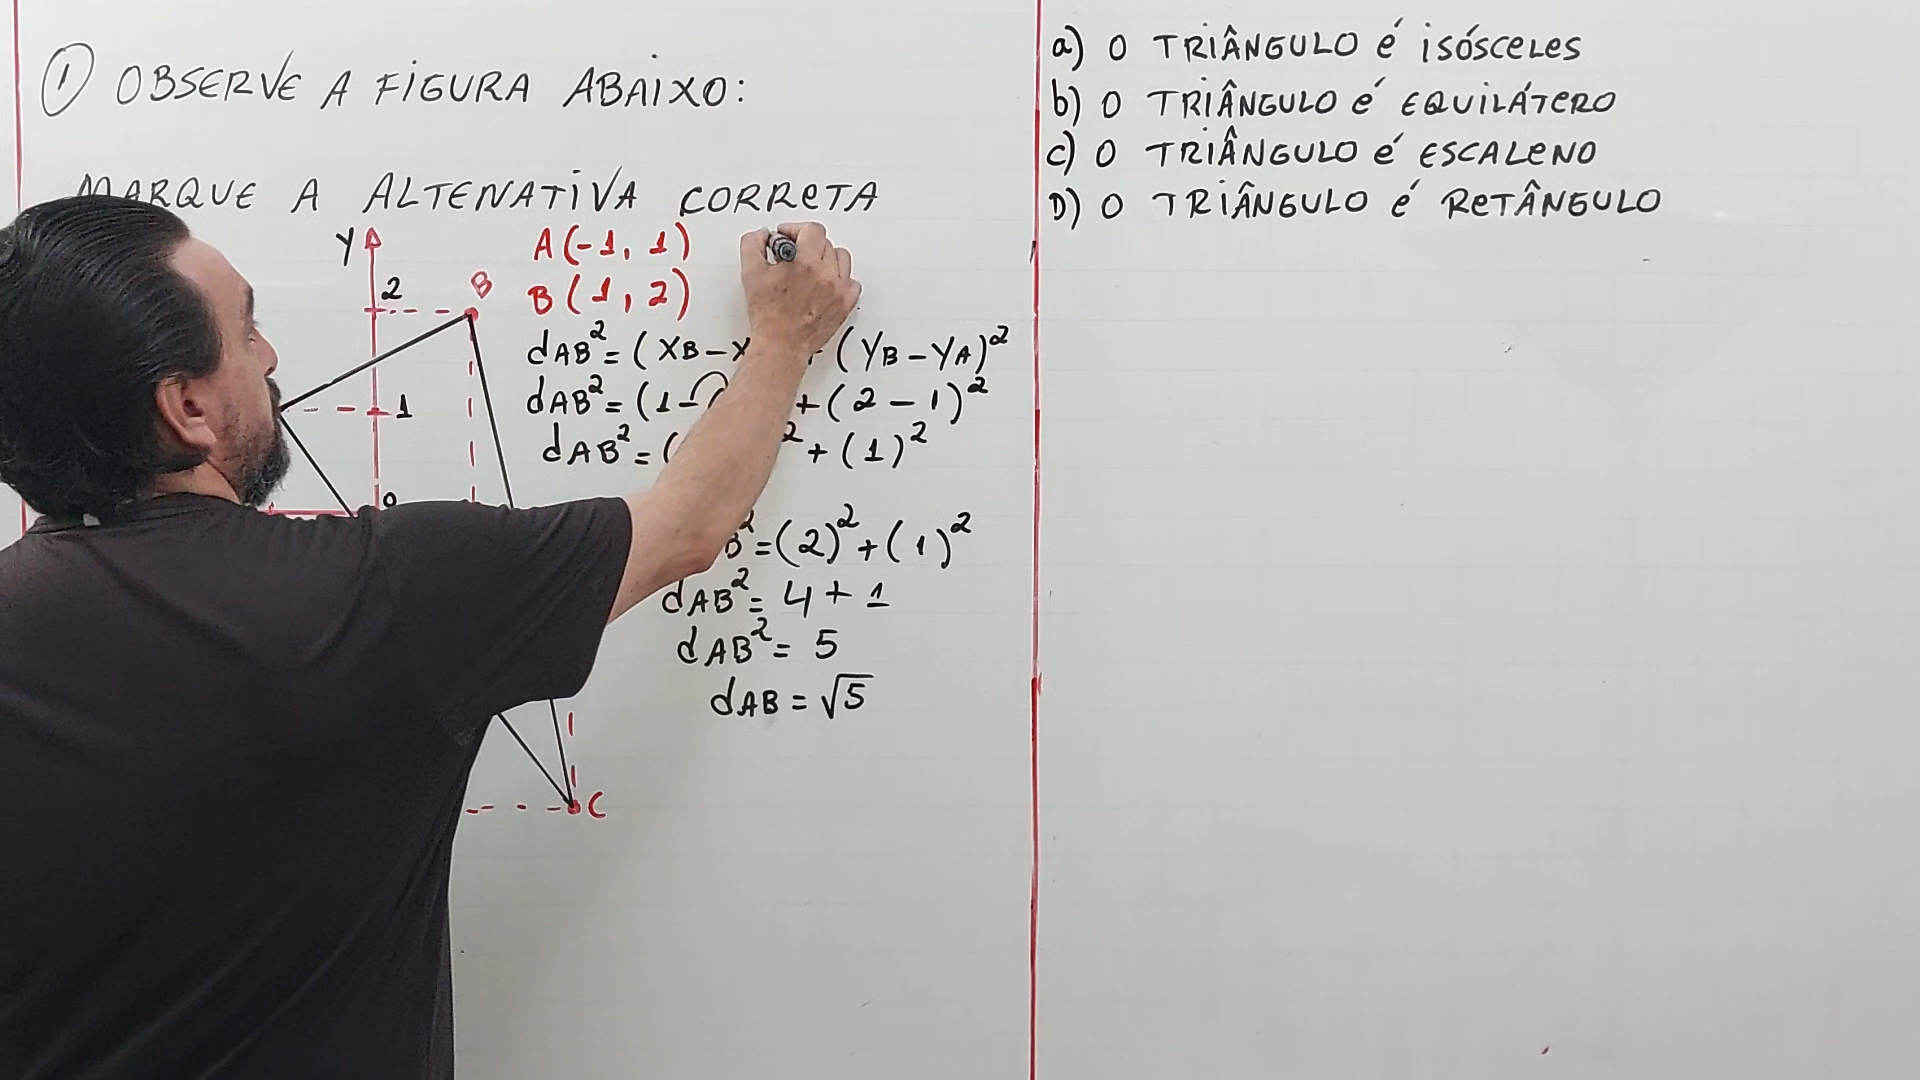 ① OBSERVE A FIGURA ABAIXO:
MARQUE A ALTENATIVA CORRETA
Y
2
B
1
0
C
A(-1, 1)
B(1, 2)
dAB²=(XB-X +(YB-YA)²
dAB²=(1-( +(2-1)²
dAB²=( ²+(1)²
B²=(2)²+(1)²
dAB²=4+1
dAB²=5
dAB=√5
a) O TRIÂNGULO é ISÓSCELES
b) O TRIÂNGULO é EQUILÁTERO
c) O TRIÂNGULO é ESCALENO
D) O TRIÂNGULO é RETÂNGULO